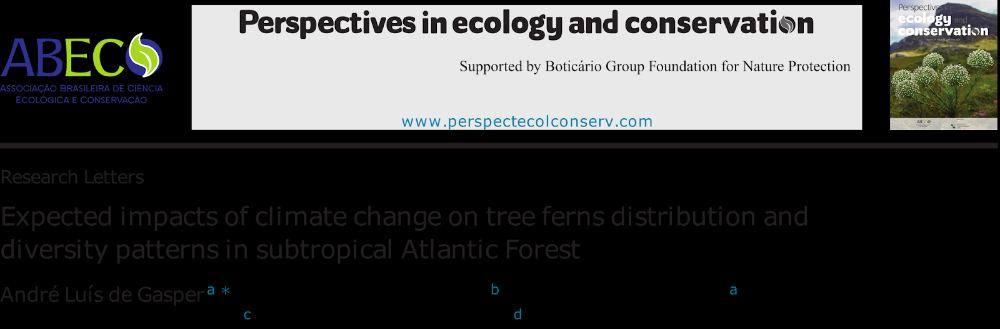 Perspectives in ecology and conservation
ABECO
ASSOCIAÇÃO BRASILEIRA DE CIÊNCIA
ECOLÓGICA E CONSERVAÇÃO
Supported by Boticário Group Foundation for Nature Protection
www.perspectecolconserv.com
Perspectives in
ecology and
conservation
Research Letters
Expected impacts of climate change on tree ferns distribution and
diversity patterns in subtropical Atlantic Forest
André Luís de Gasper a * b a
c d